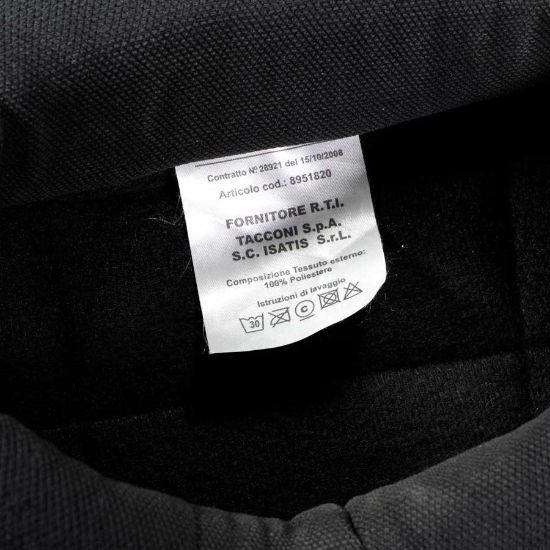 Contratto N° 28921 del 15/10/2008
Articolo cod.: 8951820
FORNITORE R.T.I.
TACCONI S.p.A.
S.C. ISATIS S.r.L.
Composizione Tessuto esterno:
100% Poliestere
Istruzioni di lavaggio
30 C